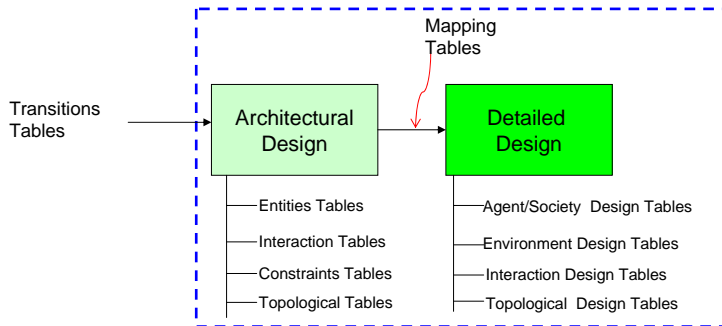 Mapping
Tables
Transitions
Tables
Architectural
Design
Detailed
Design
Entities Tables
Interaction Tables
Constraints Tables
Topological Tables
Agent/Society Design Tables
Environment Design Tables
Interaction Design Tables
Topological Design Tables